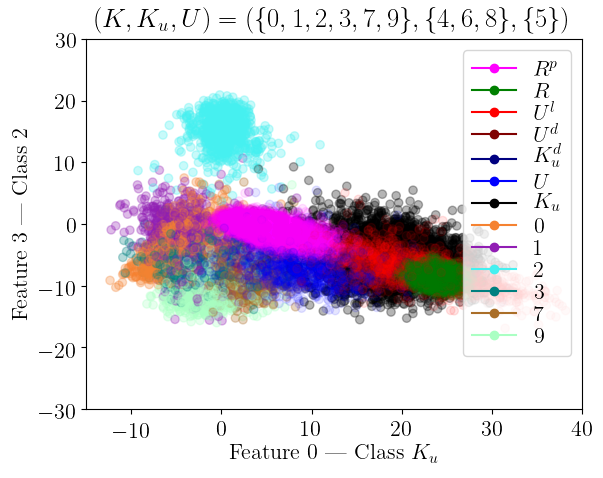 (K, K_u, U) = ({0, 1, 2, 3, 7, 9}, {4, 6, 8}, {5})
30
20
10
0
−10
−20
−30
Feature 3 — Class 2
R^p
R
U^l
U^d
K_u^d
U
K_u
0
1
2
3
7
9
−10
0
10
20
30
40
Feature 0 — Class K_u